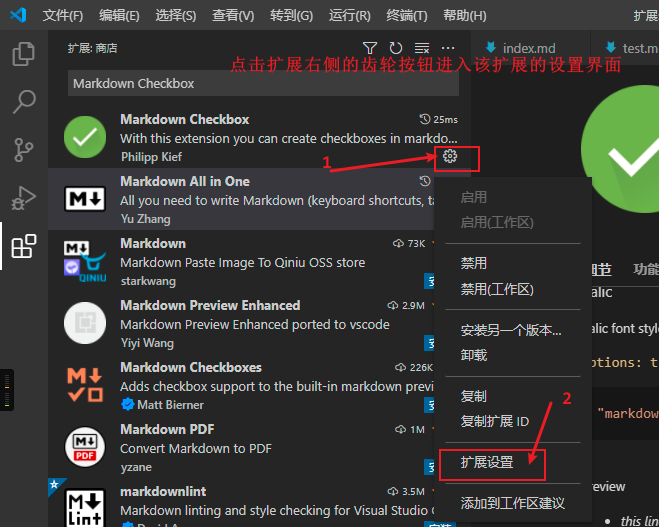 文件(F) 编辑(E) 选择(S) 查看(V) 转到(G) 运行(R) 终端(T) 帮助(H) 扩展
扩展: 商店
index.md test.m
点击扩展右侧的齿轮按钮进入该扩展的设置界面
Markdown Checkbox
Markdown Checkbox 25ms
With this extension you can create checkboxes in markdo...
Philipp Kief
1
Markdown All in One
All you need to write Markdown (keyboard shortcuts, ta
Yu Zhang
Markdown 73K
Markdown Paste Image To Qiniu OSS store
starkwang
QINIU
Markdown Preview Enhanced 2.9M
Markdown Preview Enhanced ported to vscode
Yiyi Wang
Markdown Checkboxes 226K
Adds checkbox support to the built-in markdown previ
Matt Bierner
Markdown PDF 1M
Convert Markdown to PDF
yzane
PDF
markdownlint 3.5M
Markdown linting and style checking for Visual Studio C
Lint
启用
启用(工作区)
禁用
禁用(工作区)
安装另一个版本...
卸载
复制
复制扩展 ID
2
扩展设置
添加到工作区建议
功能
alic
alic font style
ptions: t
"markdow
review
this lin